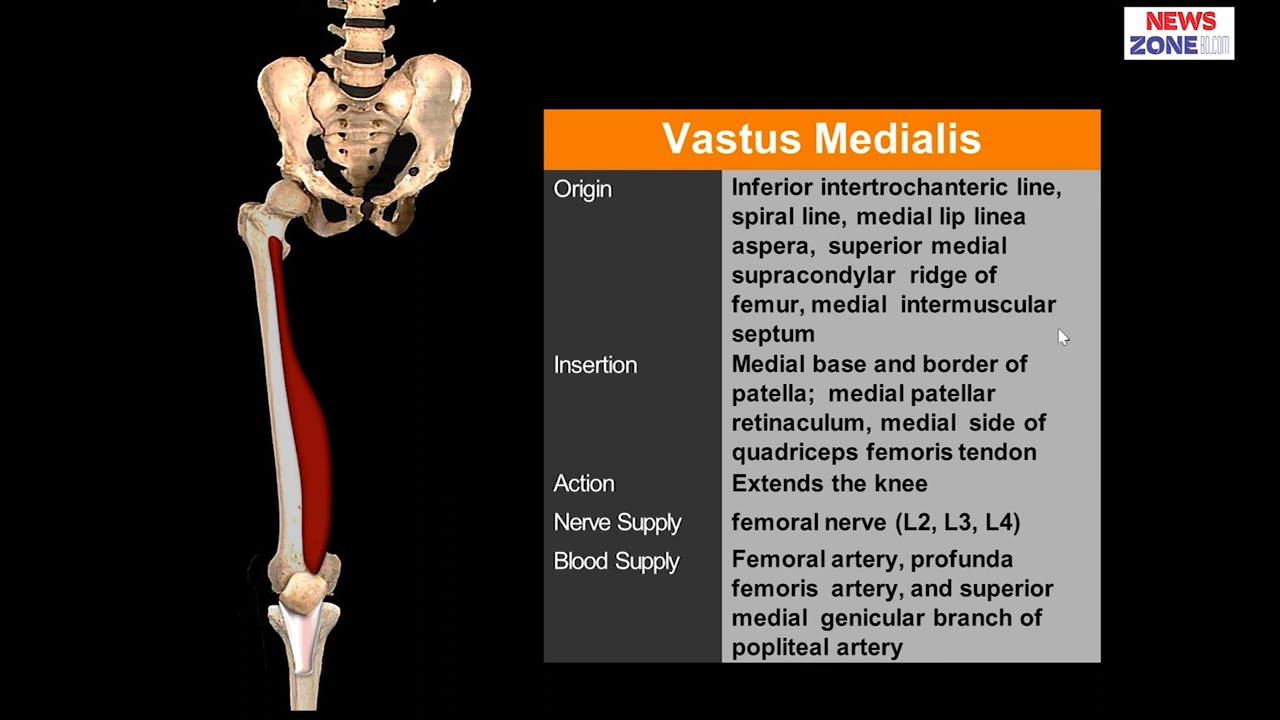 NEWS
ZONEBD.COM
Vastus Medialis
Origin
Inferior intertrochanteric line,
spiral line, medial lip linea
aspera, superior medial
supracondylar ridge of
femur, medial intermuscular
septum
Insertion
Medial base and border of
patella; medial patellar
retinaculum, medial side of
quadriceps femoris tendon
Action
Extends the knee
Nerve Supply
femoral nerve (L2, L3, L4)
Blood Supply
Femoral artery, profunda
femoris artery, and superior
medial genicular branch of
popliteal artery